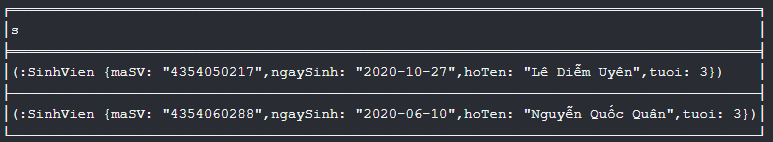 s
(:SinhVien {maSV: "4354050217",ngaySinh: "2020-10-27",hoTen: "Lê Diễm Uyên",tuoi: 3})
(:SinhVien {maSV: "4354060288",ngaySinh: "2020-06-10",hoTen: "Nguyễn Quốc Quân",tuoi: 3})